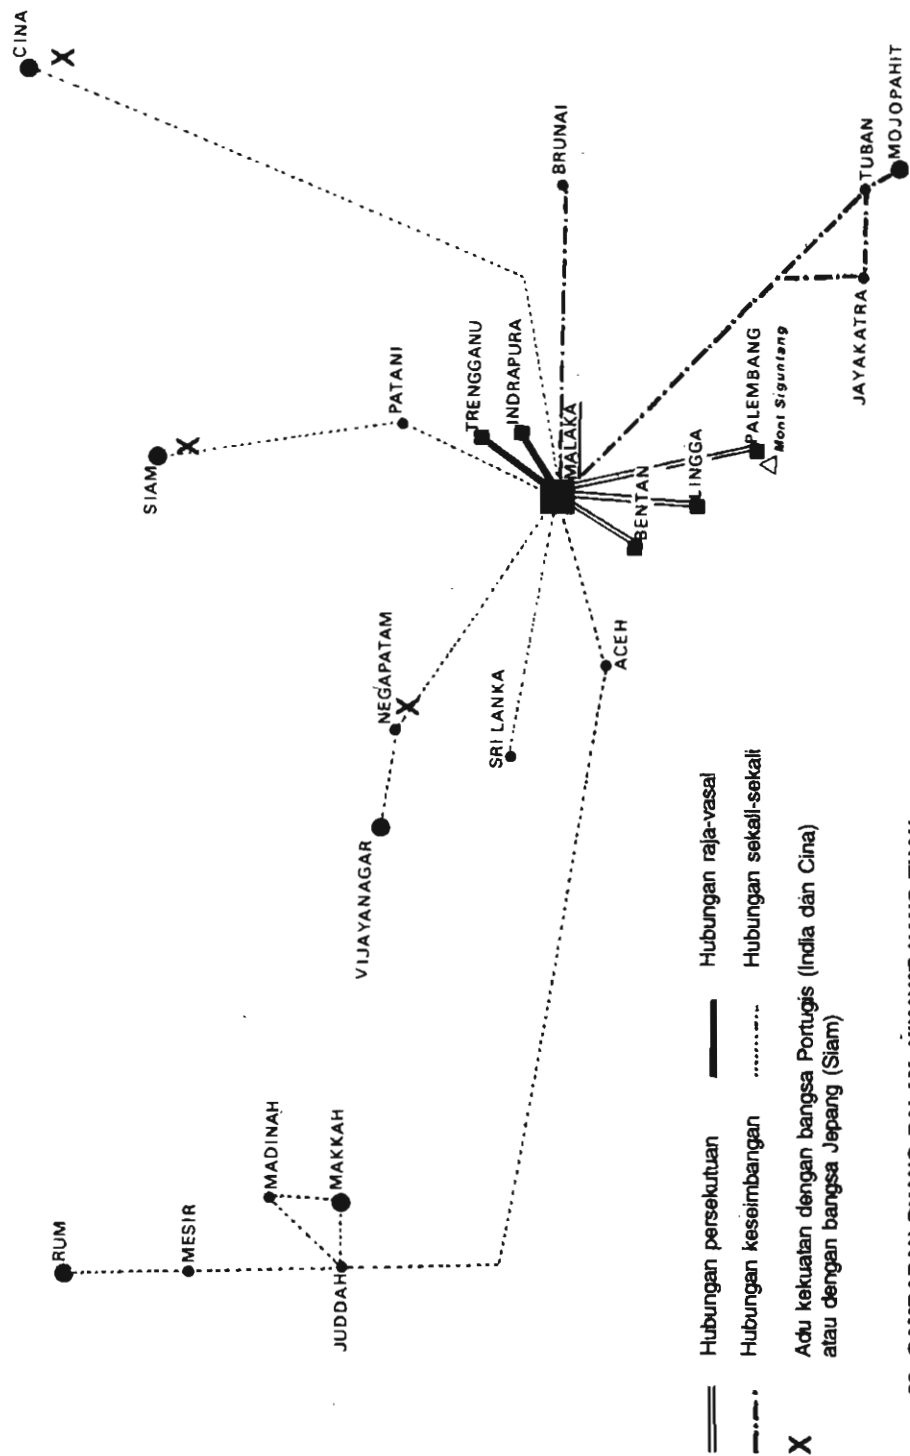 CINA
X
RUM
SIAM
X
MESIR
MADINAH
JUDDAH
MAKKAH
VIJAYANAGAR
NEGAPATAM
X
PATANI
TRENGGANU
SRI LANKA
INDRAPURA
BRUNAI
MALAKA
ACEH
BENTAN
LINGGA
PALEMBANG
Mont Siguntang
JAYAKATRA
TUBAN
MOJOPAHIT
Hubungan persekutuan
Hubungan raja-vasal
Hubungan keseimbangan
Hubungan sekali-sekali
X Adu kekuatan dengan bangsa Portugis (India dan Cina)
atau dengan bangsa Jepang (Siam)